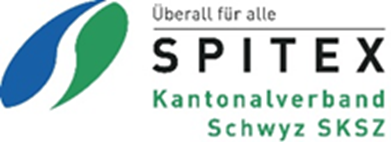 Überall für alle
SPITEX
Kantonalverband
Schwyz SKSZ